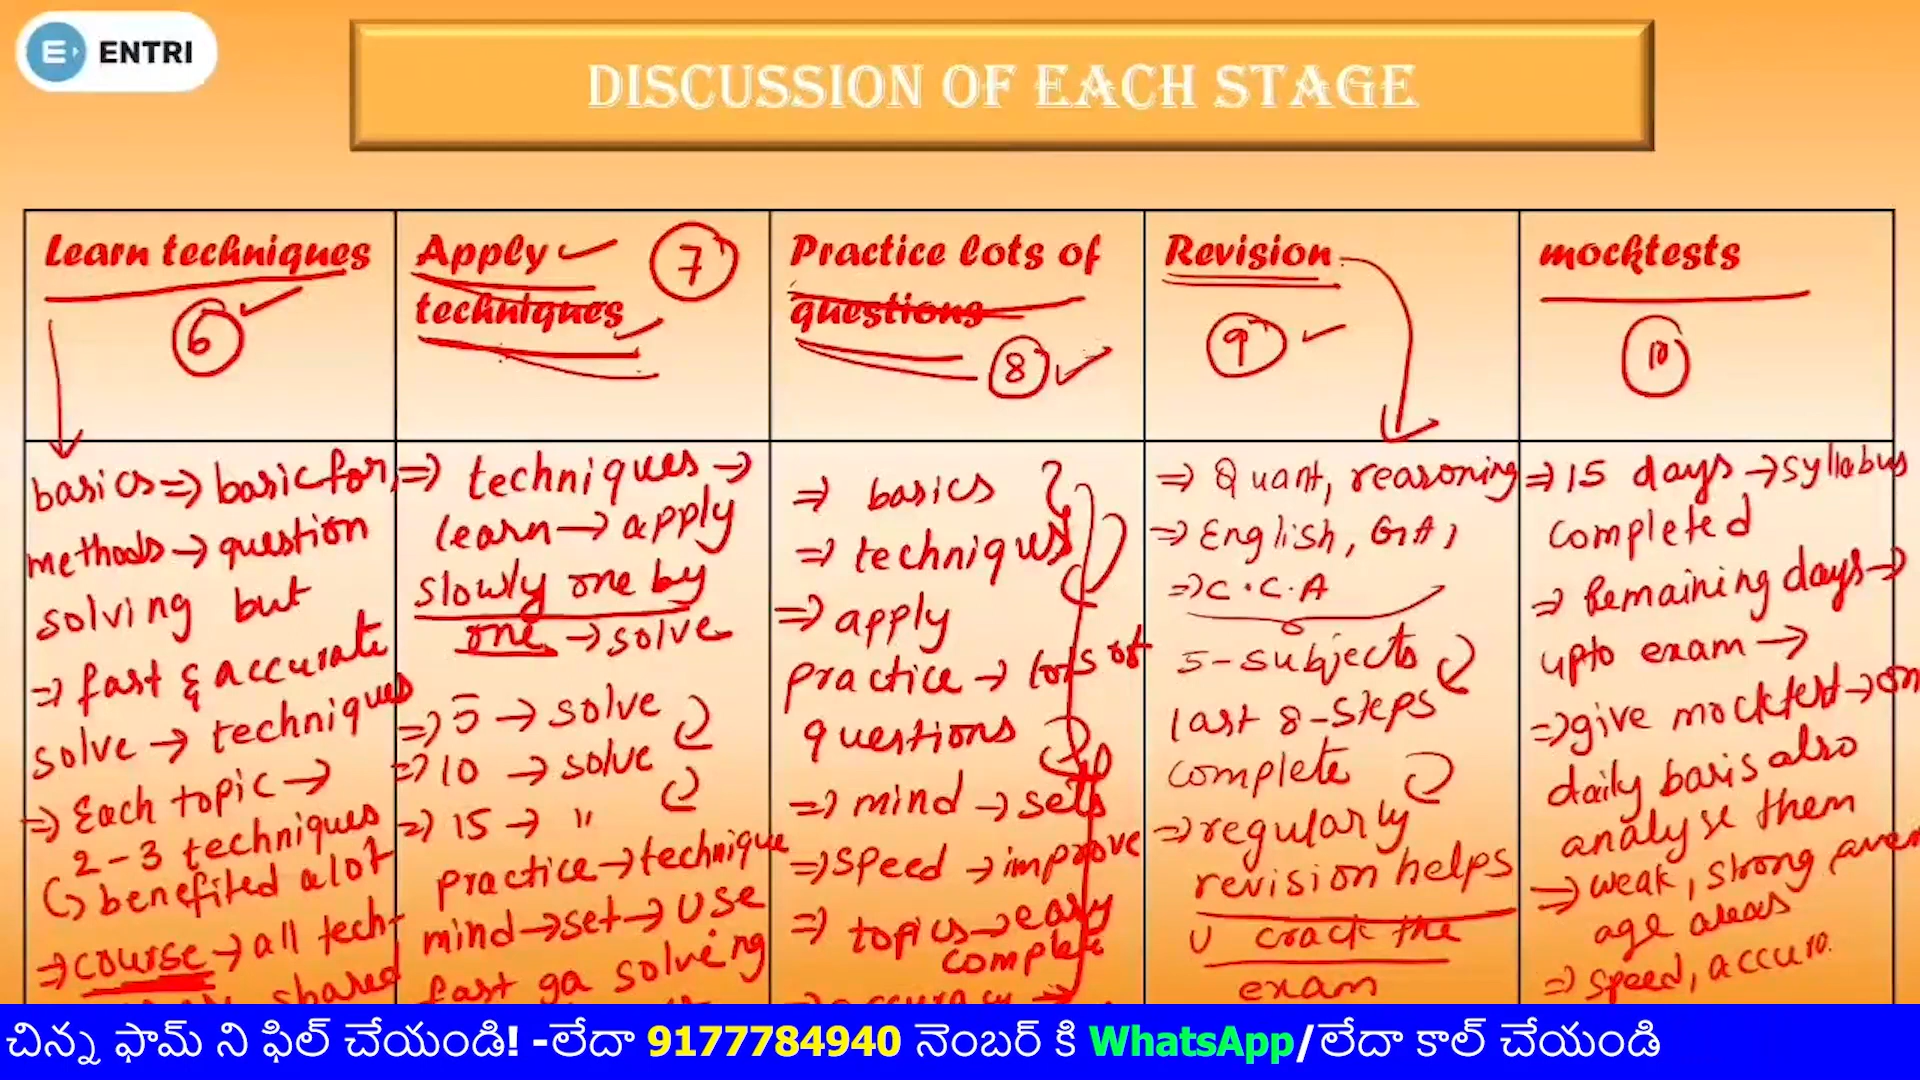 ENTRI
DISCUSSION OF EACH STAGE
Learn techniques
6
basics => basic for,
methods → question
solving but
=> fast & accurate
solve → techniques
=> Each topic →
2-3 techniques
benefited alot
=> course → all tech-
shared
Apply
techniques
7
=> techniques →
learn → apply
slowly one by
one → solve
=> 5 → solve
=> 10 → solve
=> 15 → "
practice → technique
mind → set → use
fast ga solving
Practice lots of
questions
8
=> basics
=> techniques
=> apply
practice → lots of
questions
=> mind → sets
=> speed → improve
=> topics → easy
complete
=> accuracy →
Revision
9
=> Quant, reasoning
=> English, GA,
=> C.C.A
5-subjects
last 8-steps
complete
=> regularly
revision helps
U crack the
exam
mocktests
10
=> 15 days → syllabus
completed
=> Remaining days →
upto exam →
=> give mocktest → on
daily basis also
analyse them
→ weak, strong aver
age areas
=> speed, accura.
చిన్న ఫామ్ ని ఫిల్ చేయండి! -లేదా 9177784940 నెంబర్ కి WhatsApp/లేదా కాల్ చేయండి